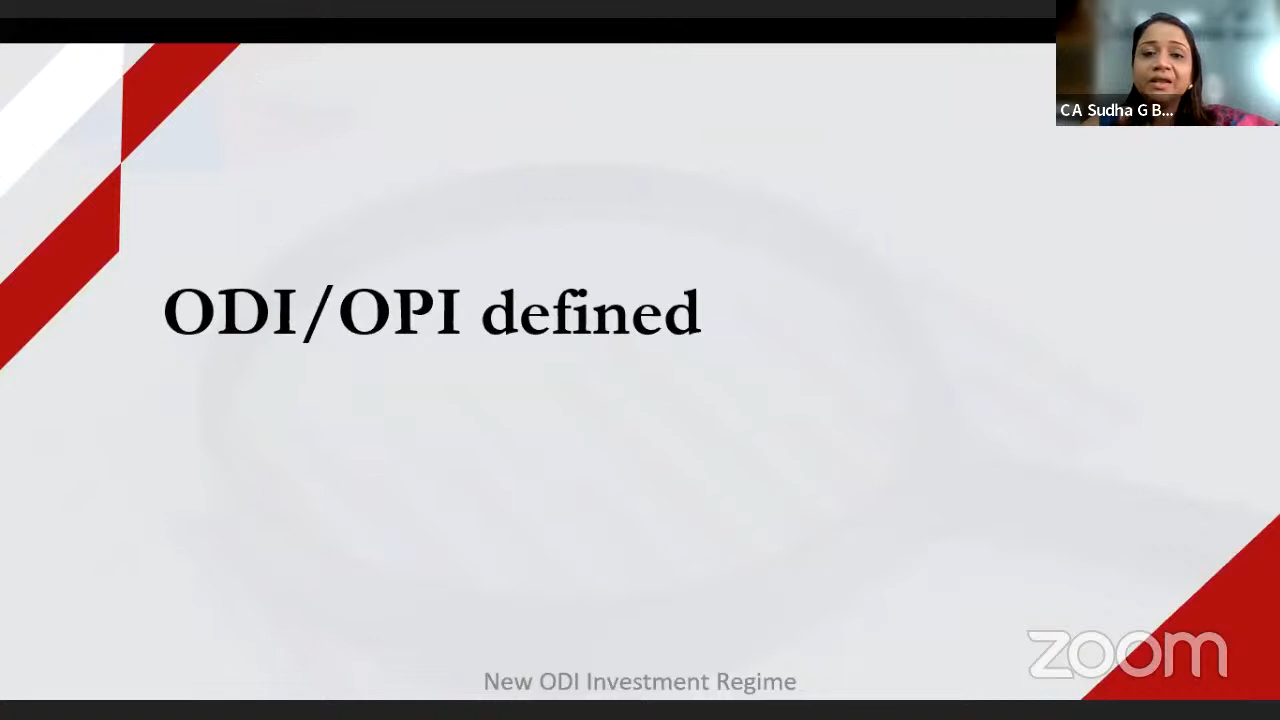 CA Sudha G B...
ODI/OPI defined
zoom
New ODI Investment Regime